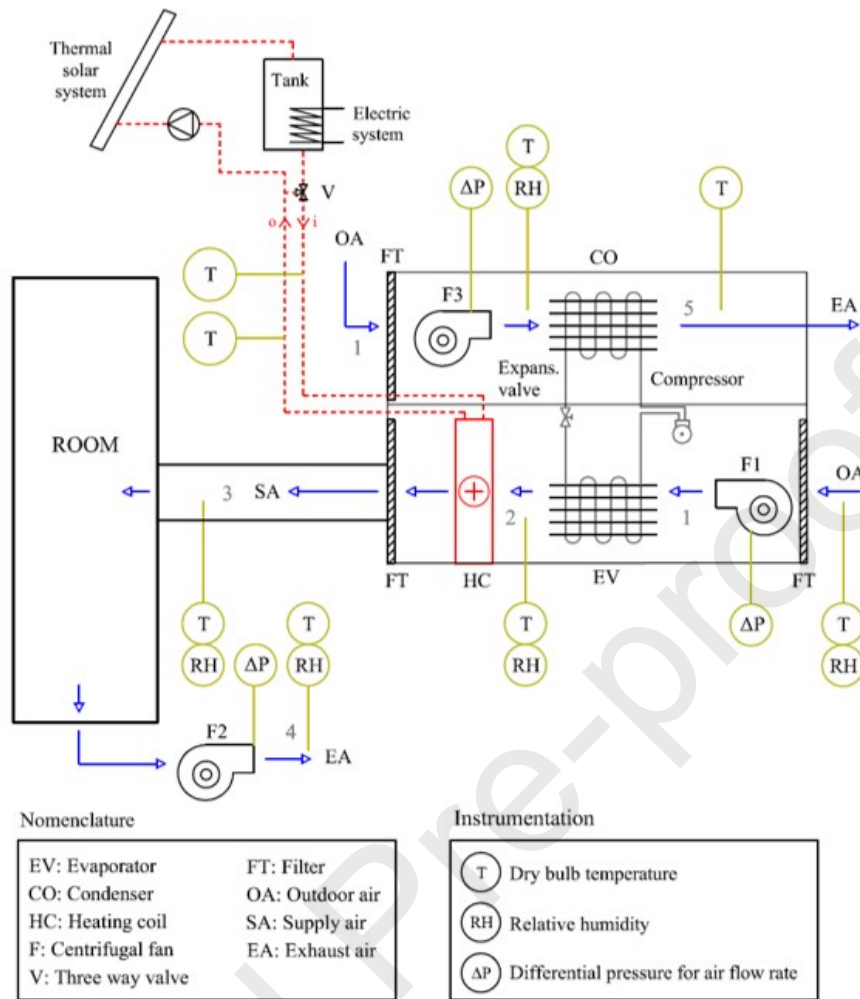 Thermal
solar
system
Tank
Electric
system
V
o
i
T
T
OA
1
FT
F3
ΔP
T
RH
CO
T
5
EA
Expans.
valve
Compressor
ROOM
3
SA
FT
HC
2
EV
1
F1
OA
FT
T
RH
T
RH
ΔP
T
RH
F2
ΔP
T
RH
4
EA
Nomenclature
EV: Evaporator
CO: Condenser
HC: Heating coil
F: Centrifugal fan
V: Three way valve
FT: Filter
OA: Outdoor air
SA: Supply air
EA: Exhaust air
Instrumentation
T Dry bulb temperature
RH Relative humidity
ΔP Differential pressure for air flow rate
Pre-proof